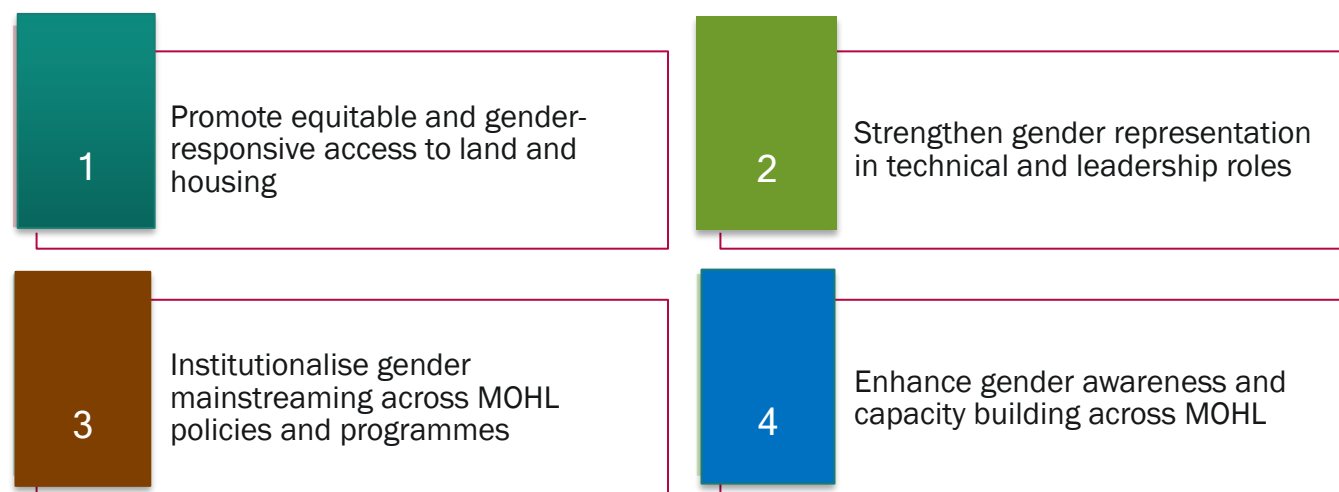 1
Promote equitable and gender-
responsive access to land and
housing
2
Strengthen gender representation
in technical and leadership roles
3
Institutionalise gender
mainstreaming across MOHL
policies and programmes
4
Enhance gender awareness and
capacity building across MOHL